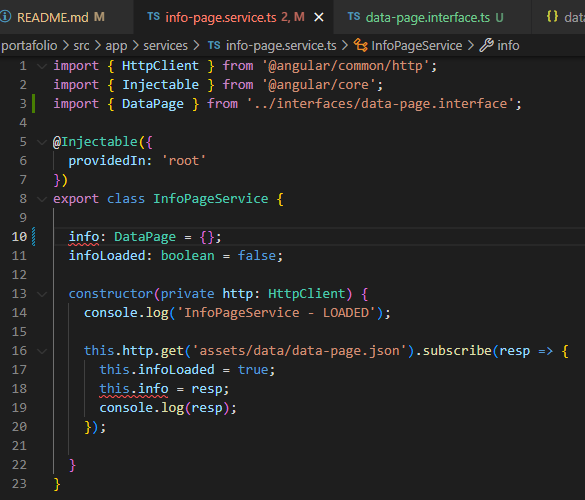 README.md M TS info-page.service.ts 2, M × TS data-page.interface.ts U {} data
portafolio > src > app > services > TS info-page.service.ts > InfoPageService > info
1 import { HttpClient } from '@angular/common/http';
2 import { Injectable } from '@angular/core';
3 import { DataPage } from '../interfaces/data-page.interface';
4
5 @Injectable({
6 providedIn: 'root'
7 })
8 export class InfoPageService {
9
10 info: DataPage = {};
11 infoLoaded: boolean = false;
12
13 constructor(private http: HttpClient) {
14 console.log('InfoPageService - LOADED');
15
16 this.http.get('assets/data/data-page.json').subscribe(resp => {
17 this.infoLoaded = true;
18 this.info = resp;
19 console.log(resp);
20 });
21
22 }
23 }